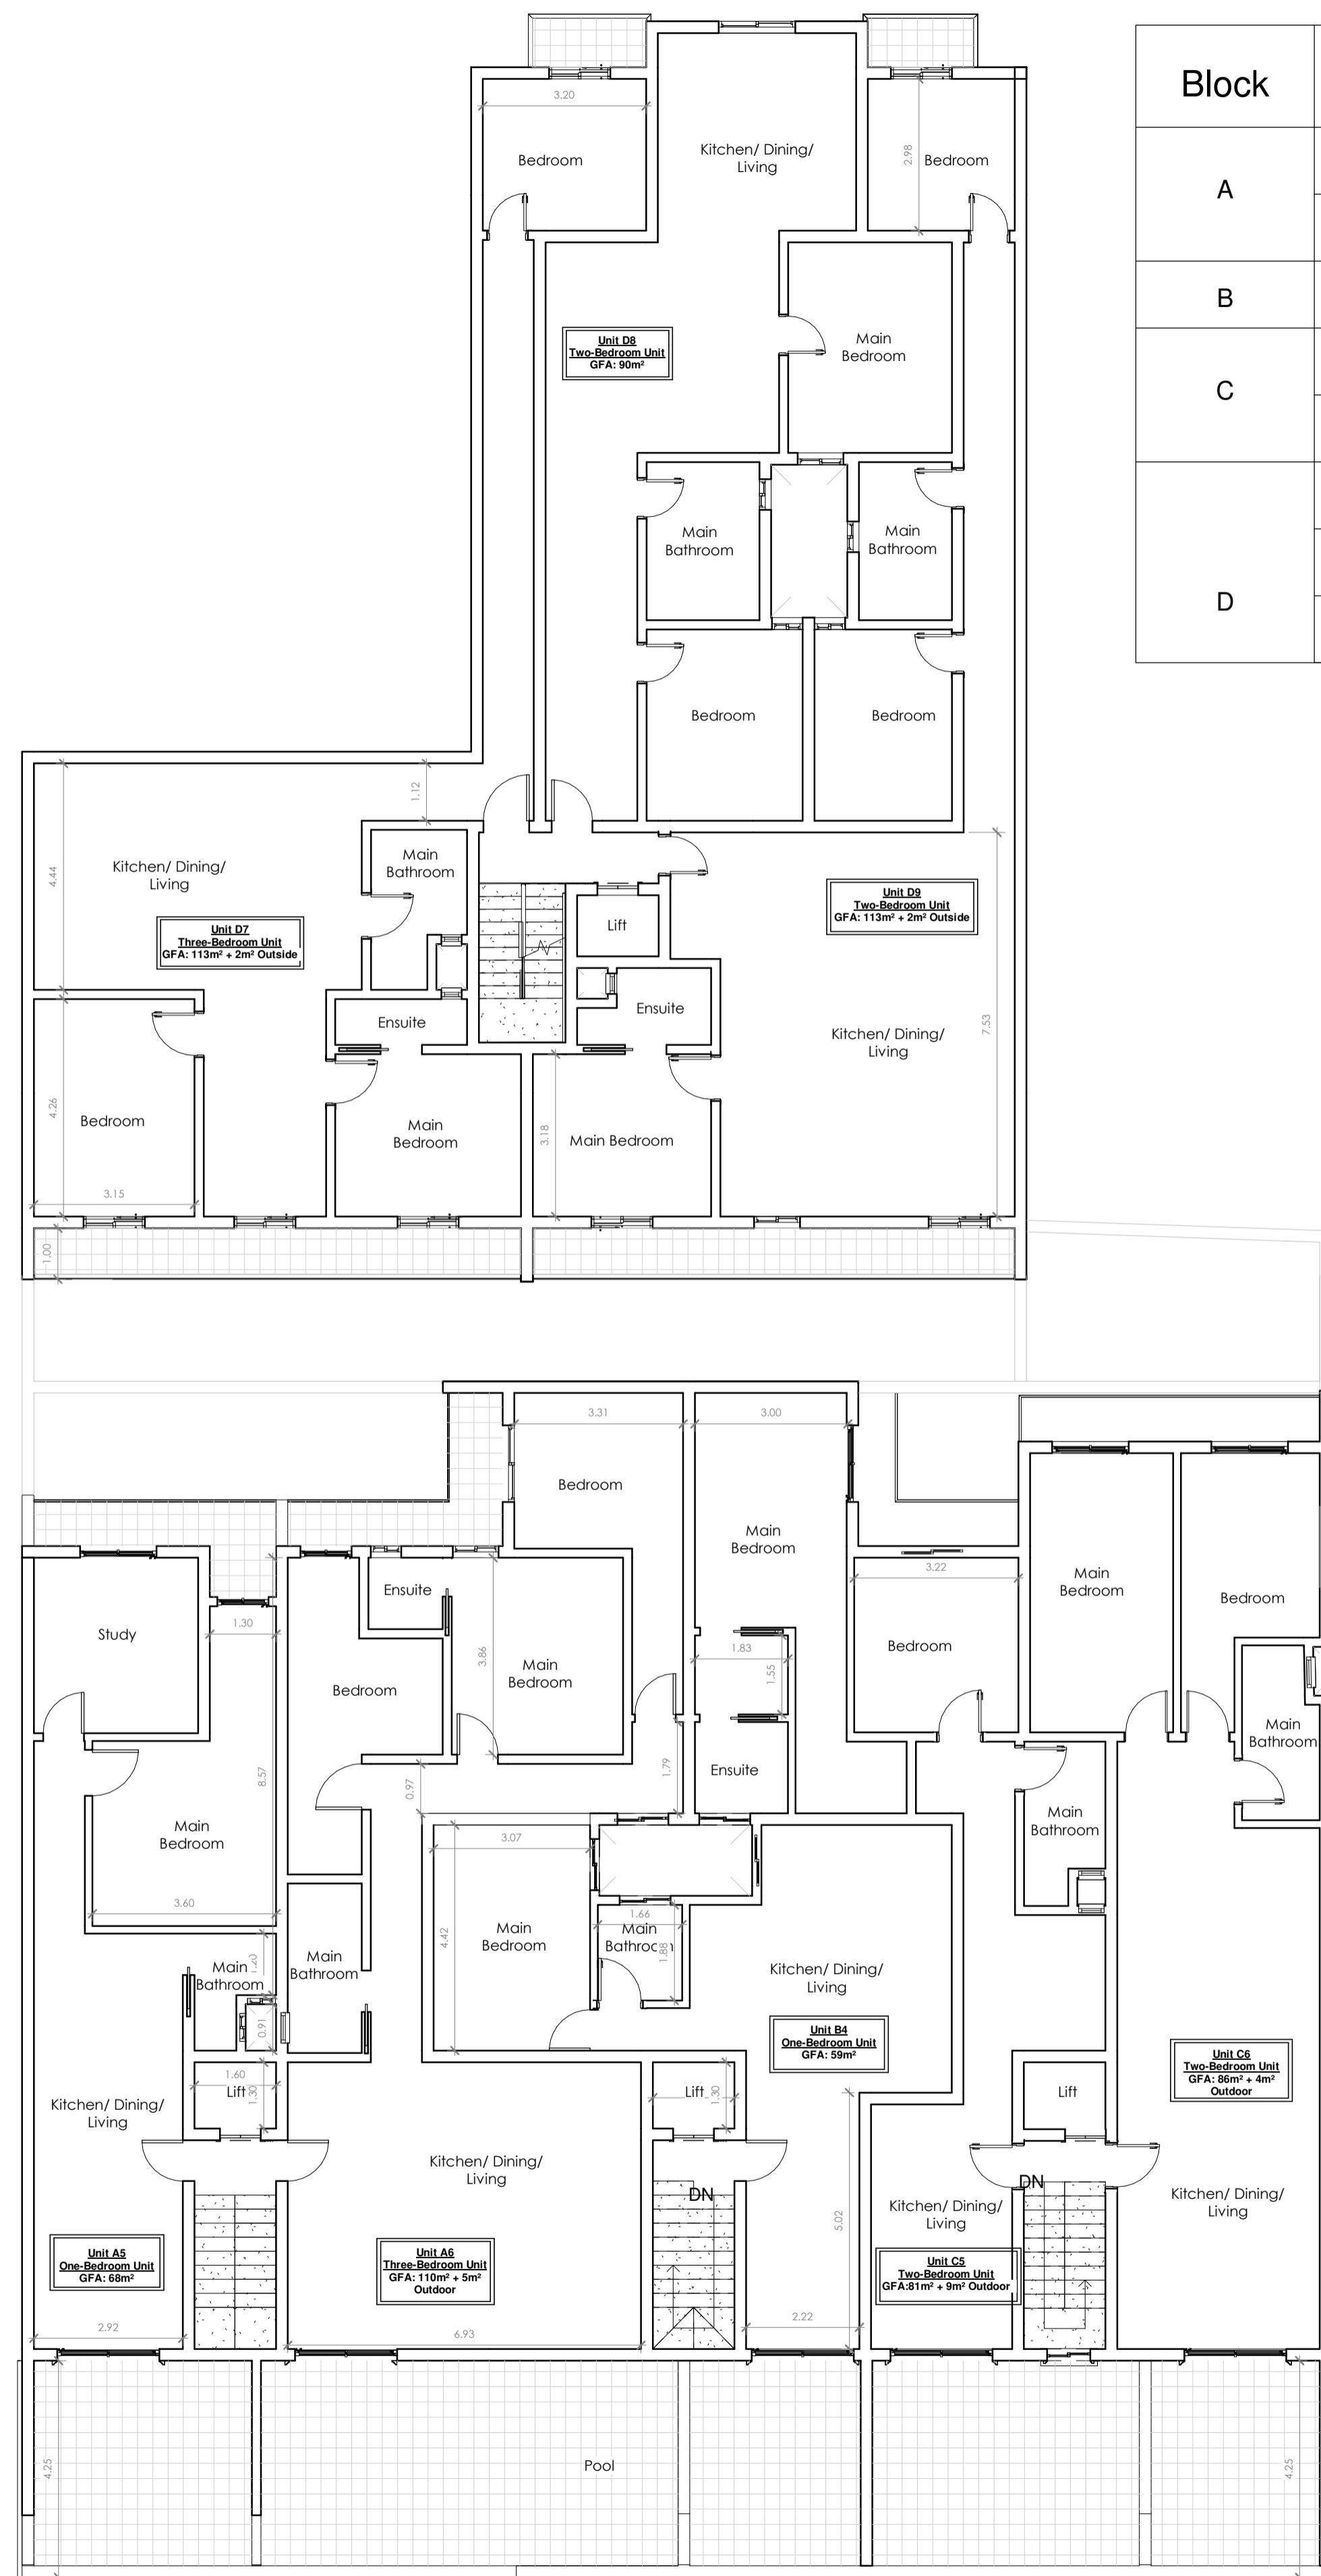 Block
A
B
C
D
3.20
Bedroom
Kitchen/ Dining/
Living
2.98
Bedroom
Unit D8
Two-Bedroom Unit
GFA: 90m²
Main
Bedroom
Main
Bathroom
Main
Bathroom
Bedroom
Bedroom
1.12
4.44
Kitchen/ Dining/
Living
Main
Bathroom
Unit D7
Three-Bedroom Unit
GFA: 113m² + 2m² Outside
Lift
Unit D9
Two-Bedroom Unit
GFA: 113m² + 2m² Outside
Ensuite
Ensuite
Kitchen/ Dining/
Living
7.53
4.26
Bedroom
Main
Bedroom
3.18
Main Bedroom
3.15
1.00
3.31
3.00
Bedroom
Main
Bedroom
Main
Bedroom
Bedroom
3.22
Ensuite
Study
1.30
3.86
Main
Bedroom
Bedroom
1.83
1.55
Bedroom
Main
Bathroom
8.57
0.97
1.79
Ensuite
Main
Bedroom
Main
Bathroom
3.07
3.60
4.42
Main
Bedroom
1.66
Main
Bathroom
1.88
Main
Bathroom
Main
Bathroom
0.91
Kitchen/ Dining/
Living
Unit B4
One-Bedroom Unit
GFA: 59m²
Unit C6
Two-Bedroom Unit
GFA: 86m² + 4m²
Outdoor
1.60
Lift
1.30
Lift
1.30
Lift
Kitchen/ Dining/
Living
Kitchen/ Dining/
Living
DN
DN
5.02
Kitchen/ Dining/
Living
Kitchen/ Dining/
Living
Unit A5
One-Bedroom Unit
GFA: 68m²
Unit A6
Three-Bedroom Unit
GFA: 110m² + 5m²
Outdoor
Unit C5
Two-Bedroom Unit
GFA:81m² + 9m² Outdoor
2.92
6.93
2.22
4.25
Pool
4.25